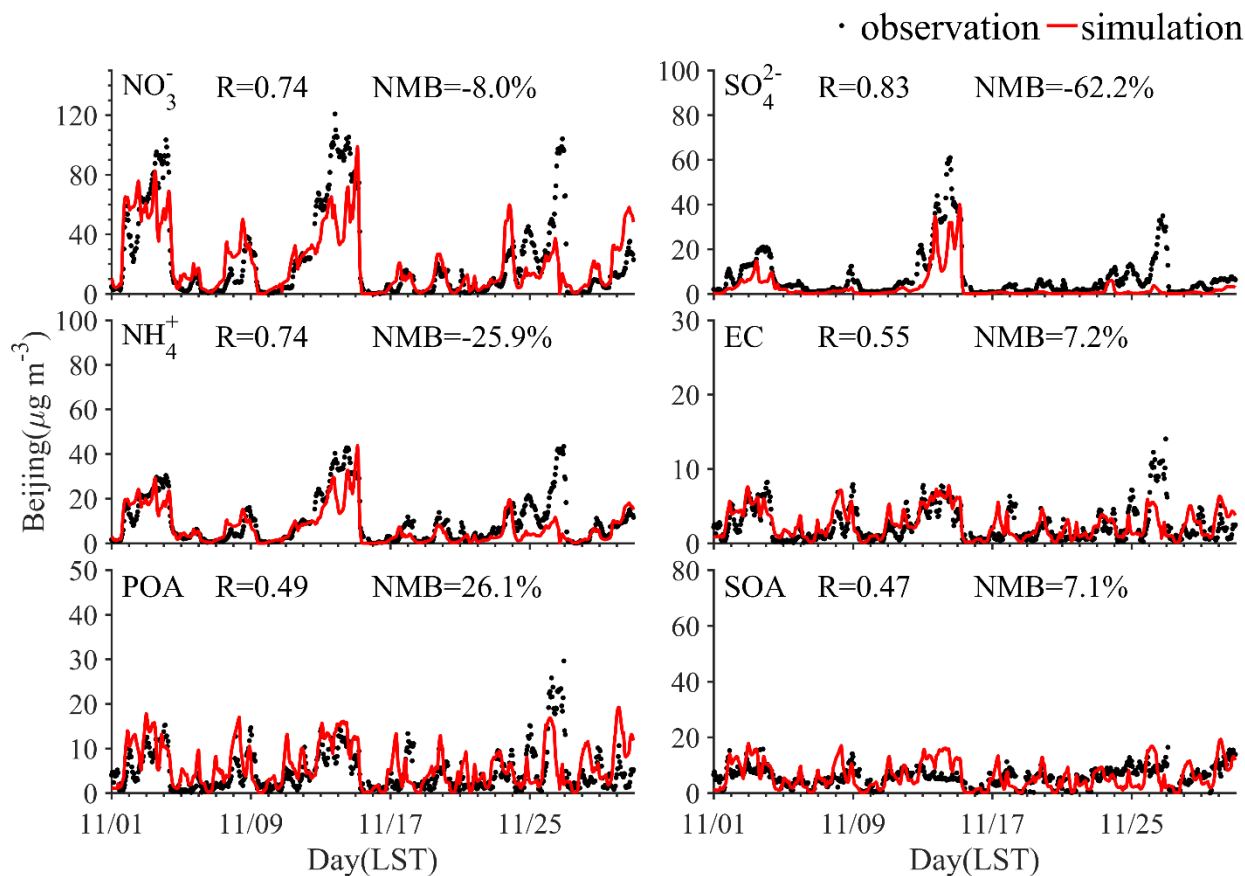 observation simulation
NO₃⁻ R=0.74 NMB=-8.0%
120
80
40
0
SO₄²⁻ R=0.83 NMB=-62.2%
100
80
60
40
20
0
NH₄⁺ R=0.74 NMB=-25.9%
100
80
60
40
20
0
EC R=0.55 NMB=7.2%
30
20
10
0
Beijing(μg m⁻³)
POA R=0.49 NMB=26.1%
50
40
30
20
10
0
11/01 11/09 11/17 11/25
Day(LST)
SOA R=0.47 NMB=7.1%
80
60
40
20
0
11/01 11/09 11/17 11/25
Day(LST)